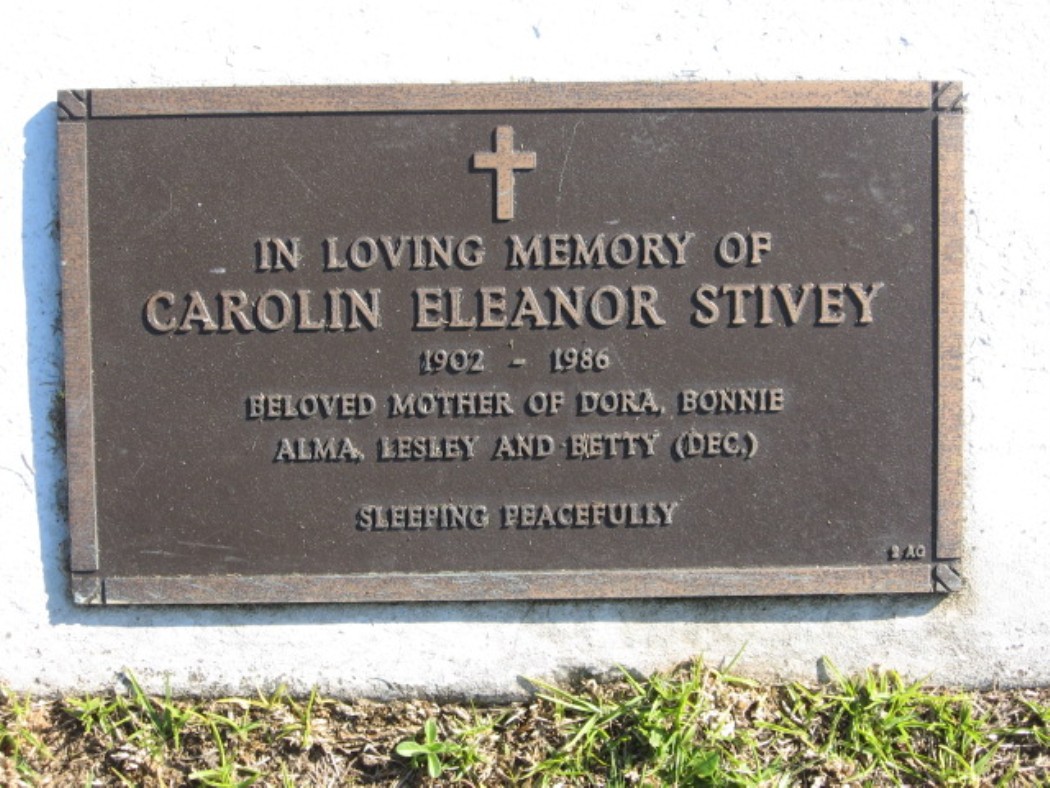 IN LOVING MEMORY OF
CAROLIN ELEANOR STIVEY
1902 - 1986
BELOVED MOTHER OF DORA, BONNIE
ALMA, LESLEY AND BETTY (DEC.)
SLEEPING PEACEFULLY
2 AG